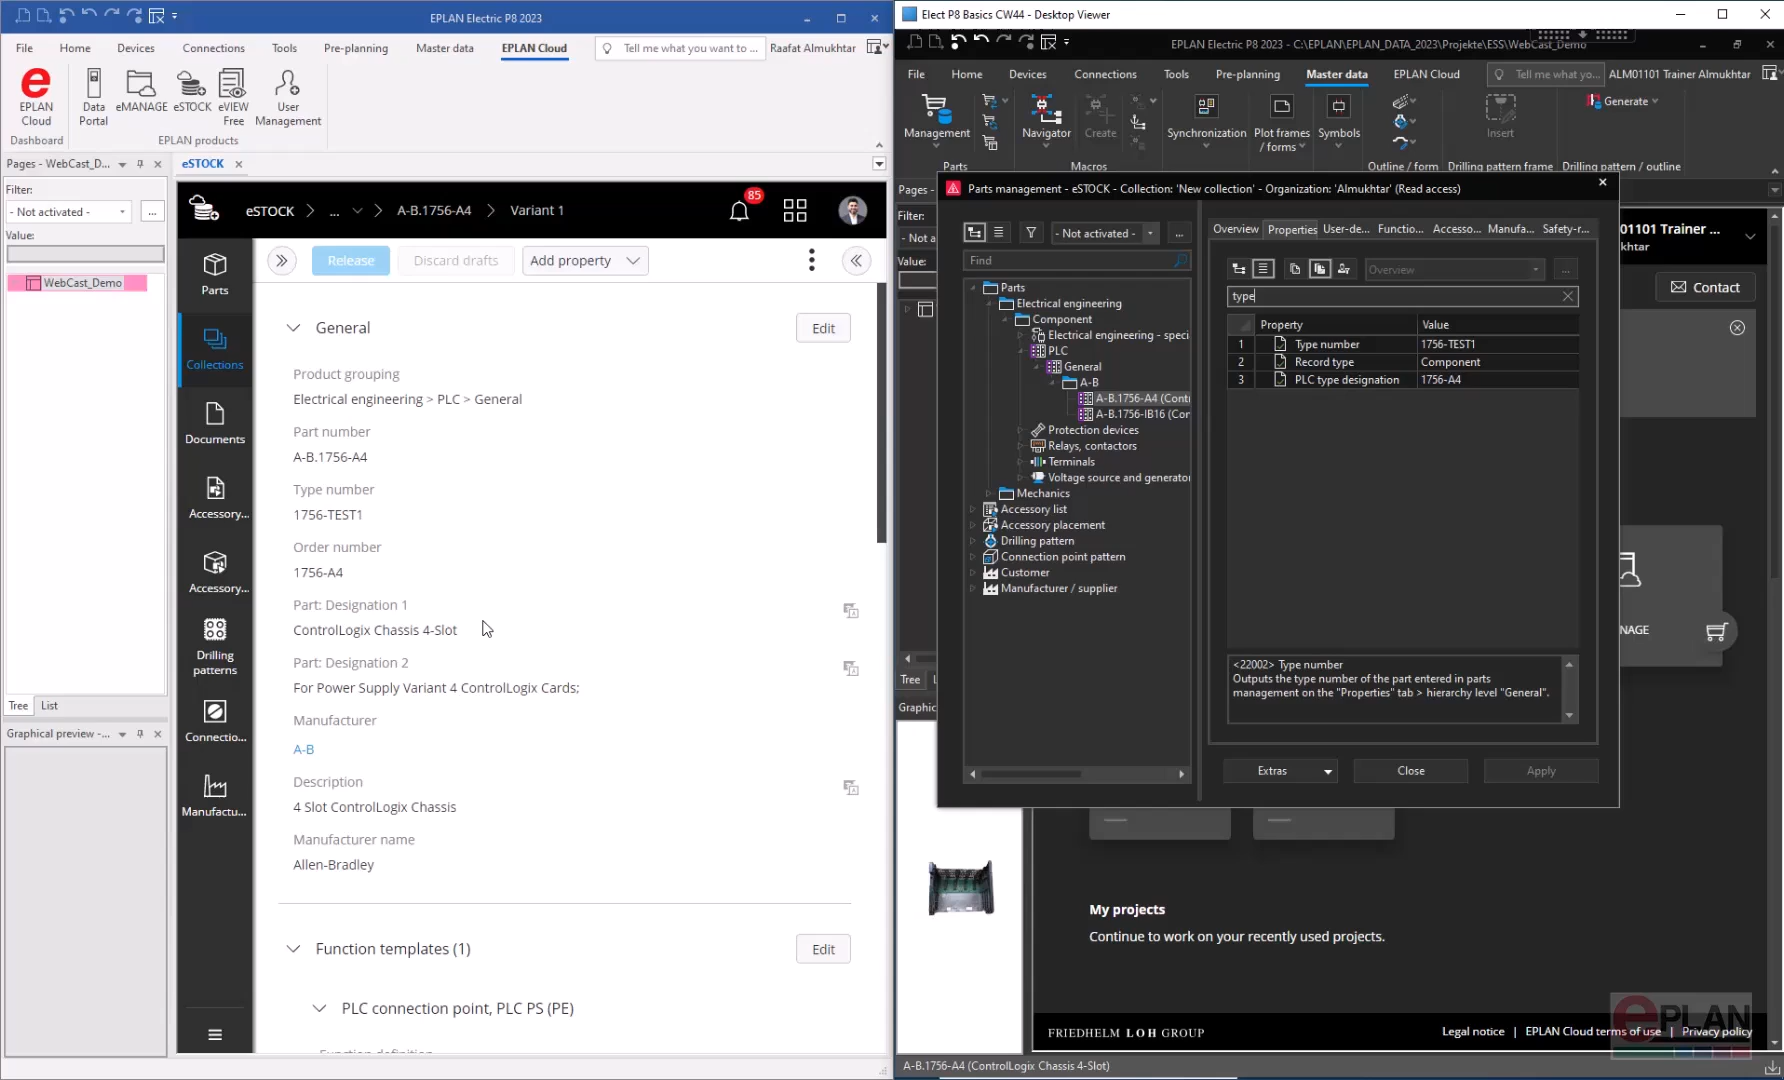 EPLAN Electric P8 2023
File Home Devices Connections Tools Pre-planning Master data EPLAN Cloud Tell me what you want to ... Raafat Almukhtar
EPLAN Cloud
Data Portal
eMANAGE
eSTOCK
eVIEW Free
User Management
Dashboard
EPLAN products
Pages - WebCast_D...
eSTOCK
Filter:
- Not activated -
...
Value:
WebCast_Demo
Tree List
Graphical preview -...
eSTOCK
...
A-B.1756-A4
Variant 1
85
Parts
Collections
Documents
Accessory...
Accessory...
Drilling patterns
Connectio...
Manufactu...
Release
Discard drafts
Add property
General
Edit
Product grouping
Electrical engineering > PLC > General
Part number
A-B.1756-A4
Type number
1756-TEST1
Order number
1756-A4
Part: Designation 1
ControlLogix Chassis 4-Slot
Part: Designation 2
For Power Supply Variant 4 ControlLogix Cards;
Manufacturer
A-B
Description
4 Slot ControlLogix Chassis
Manufacturer name
Allen-Bradley
Function templates (1)
Edit
PLC connection point, PLC PS (PE)
Function definition
Elect P8 Basics CW44 - Desktop Viewer
EPLAN Electric P8 2023 - C:\EPLAN\EPLAN_DATA_2023\Projekte\ESS\WebCast_Demo
File Home Devices Connections Tools Pre-planning Master data EPLAN Cloud Tell me what yo... ALM01101 Trainer Almukhtar
Management
Navigator
Create
Synchronization
Plot frames / forms
Symbols
Insert
Generate
Parts
Macros
Outline / form
Drilling pattern frame
Drilling pattern / outline
Pages -
Filter:
- Not a
Value:
Tree L
Graphic
Parts management - eSTOCK - Collection: 'New collection' - Organization: 'Almukhtar' (Read access)
- Not activated -
...
Find
Parts
Electrical engineering
Component
Electrical engineering - speci
PLC
General
A-B
A-B.1756-A4 (Contr
A-B.1756-IB16 (Con
Protection devices
Relays, contactors
Terminals
Voltage source and generator
Mechanics
Accessory list
Accessory placement
Drilling pattern
Connection point pattern
Customer
Manufacturer / supplier
Overview Properties User-de... Functio... Accesso... Manufa... Safety-r...
Overview
...
type
Property Value
1 Type number 1756-TEST1
2 Record type Component
3 PLC type designation 1756-A4
<22002> Type number
Outputs the type number of the part entered in parts
management on the "Properties" tab > hierarchy level "General".
Extras
Close
Apply
01101 Trainer ...
khtar
Contact
NAGE
My projects
Continue to work on your recently used projects.
FRIEDHELM LOH GROUP
Legal notice | EPLAN Cloud terms of use | Privacy policy
ePLAN
A-B.1756-A4 (ControlLogix Chassis 4-Slot)